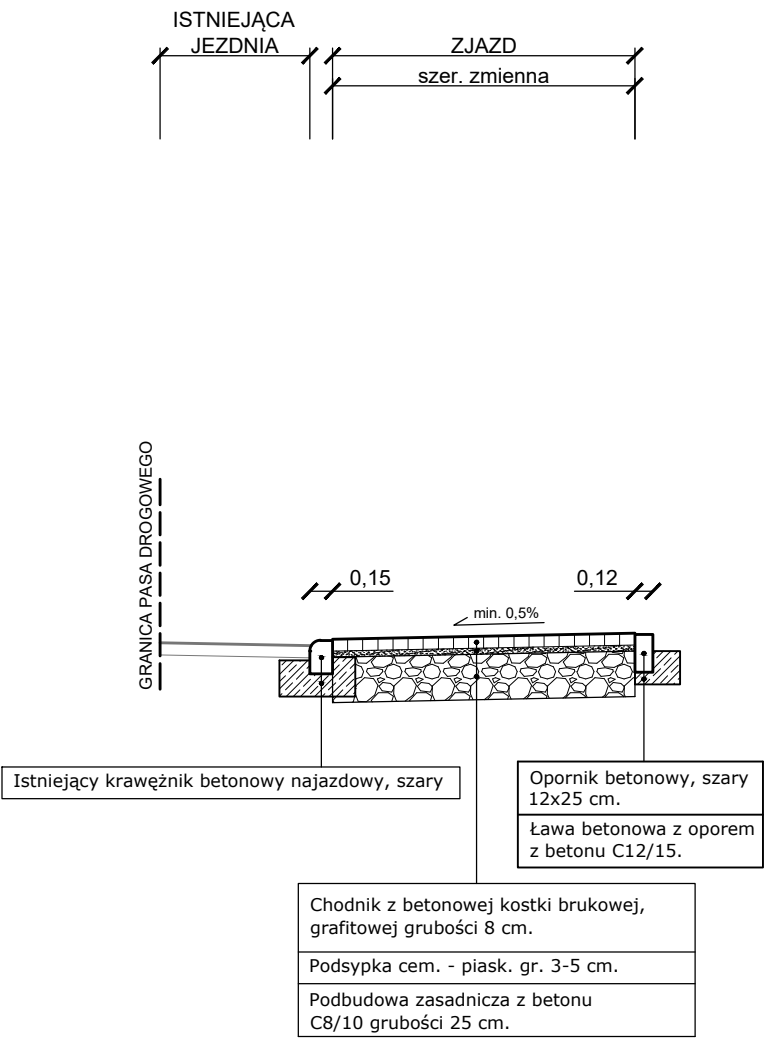 ISTNIEJĄCA
JEZDNIA
ZJAZD
szer. zmienna
GRANICA PASA DROGOWEGO
0,15
0,12
min. 0,5%
Istniejący krawężnik betonowy najazdowy, szary
Opornik betonowy, szary
12x25 cm.
Ława betonowa z oporem
z betonu C12/15.
Chodnik z betonowej kostki brukowej,
grafitowej grubości 8 cm.
Podsypka cem. - piask. gr. 3-5 cm.
Podbudowa zasadnicza z betonu
C8/10 grubości 25 cm.